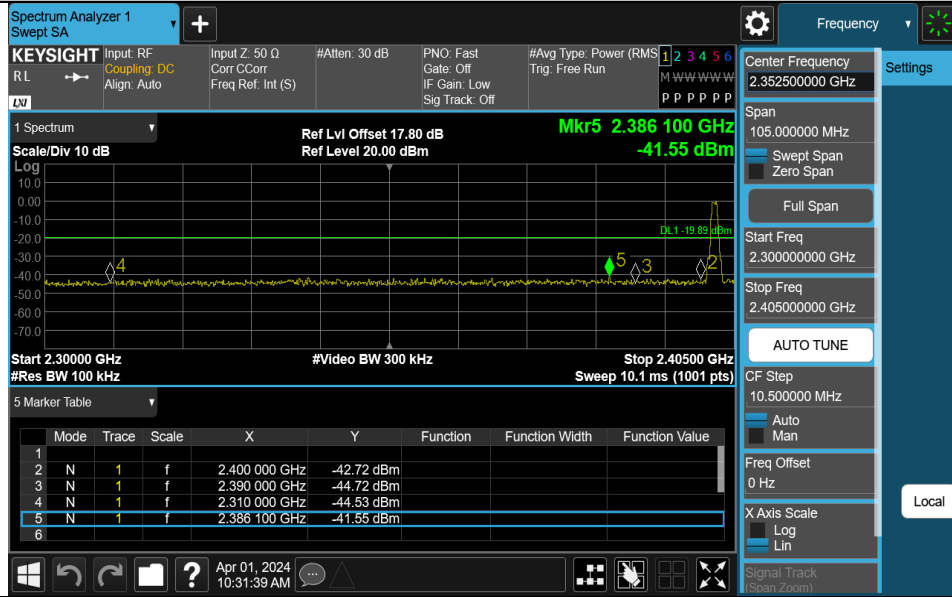 Spectrum Analyzer 1
Swept SA
Frequency
KEYSIGHT
RL
LXI
Input: RF
Coupling: DC
Align: Auto
Input Z: 50 Ω
Corr CCorr
Freq Ref: Int (S)
#Atten: 30 dB
PNO: Fast
Gate: Off
IF Gain: Low
Sig Track: Off
#Avg Type: Power (RMS
Trig: Free Run
1 2 3 4 5 6
M W W W W W
P P P P P P
1 Spectrum
Scale/Div 10 dB
Ref Lvl Offset 17.80 dB
Ref Level 20.00 dBm
Mkr5 2.386 100 GHz
-41.55 dBm
Log
10.0
0.00
-10.0
-20.0
-30.0
-40.0
-50.0
-60.0
-70.0
DL1 -19.89 dBm
4
5
3
2
Start 2.30000 GHz
#Video BW 300 kHz
Stop 2.40500 GHz
#Res BW 100 kHz
Sweep 10.1 ms (1001 pts)
5 Marker Table
Mode Trace Scale X Y Function Function Width Function Value
1
2 N 1 f 2.400 000 GHz -42.72 dBm
3 N 1 f 2.390 000 GHz -44.72 dBm
4 N 1 f 2.310 000 GHz -44.53 dBm
5 N 1 f 2.386 100 GHz -41.55 dBm
6
Apr 01, 2024
10:31:39 AM
Center Frequency
2.352500000 GHz
Span
105.000000 MHz
Swept Span
Zero Span
Full Span
Start Freq
2.300000000 GHz
Stop Freq
2.405000000 GHz
AUTO TUNE
CF Step
10.500000 MHz
Auto
Man
Freq Offset
0 Hz
X Axis Scale
Log
Lin
Signal Track
(Span Zoom)
Settings
Local